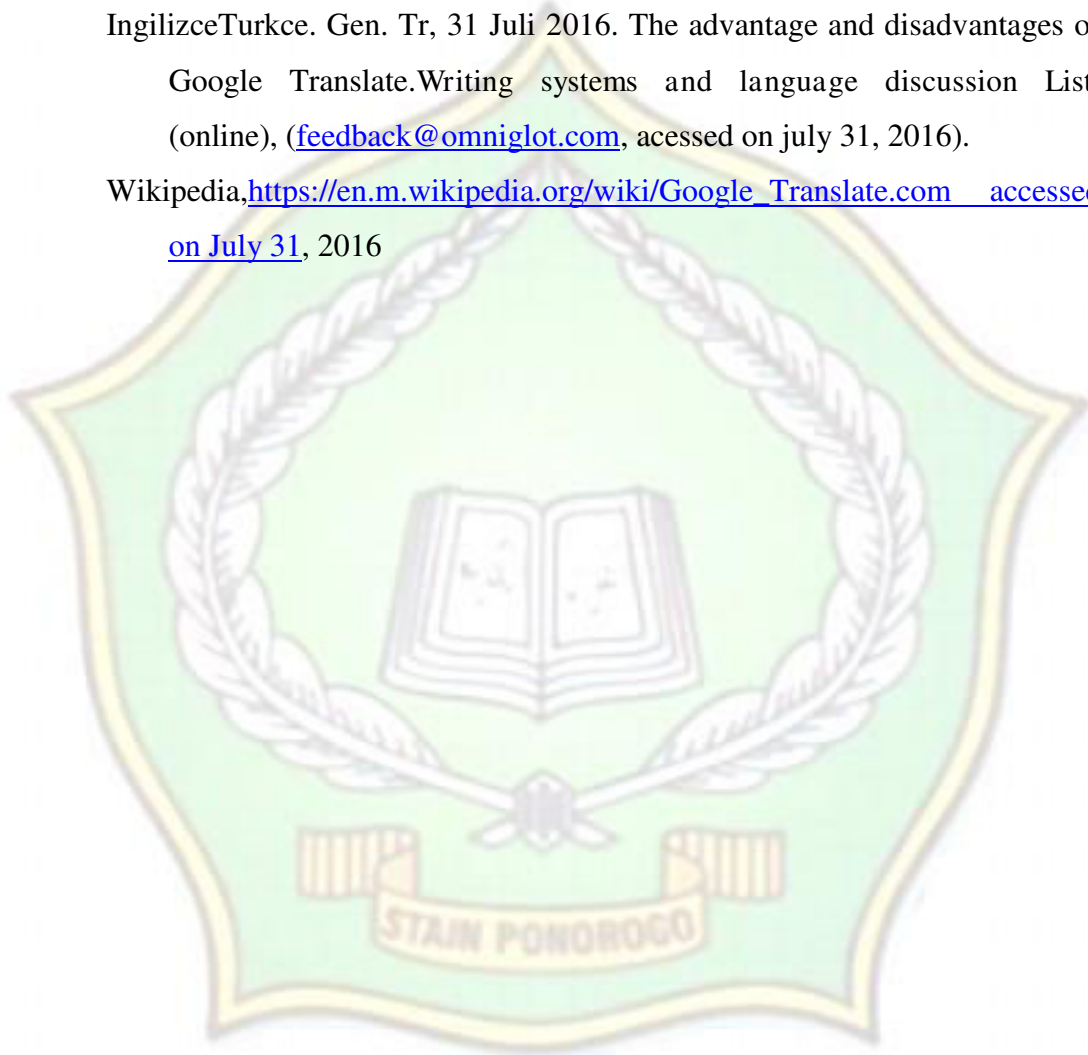 IngilizceTurkce. Gen. Tr, 31 Juli 2016. The advantage and disadvantages o
Google Translate.Writing systems and language discussion List
(online), (feedback@omniglot.com, acessed on july 31, 2016).
Wikipedia,https://en.m.wikipedia.org/wiki/Google_Translate.com accessed
on July 31, 2016
STAIN PONOROGO